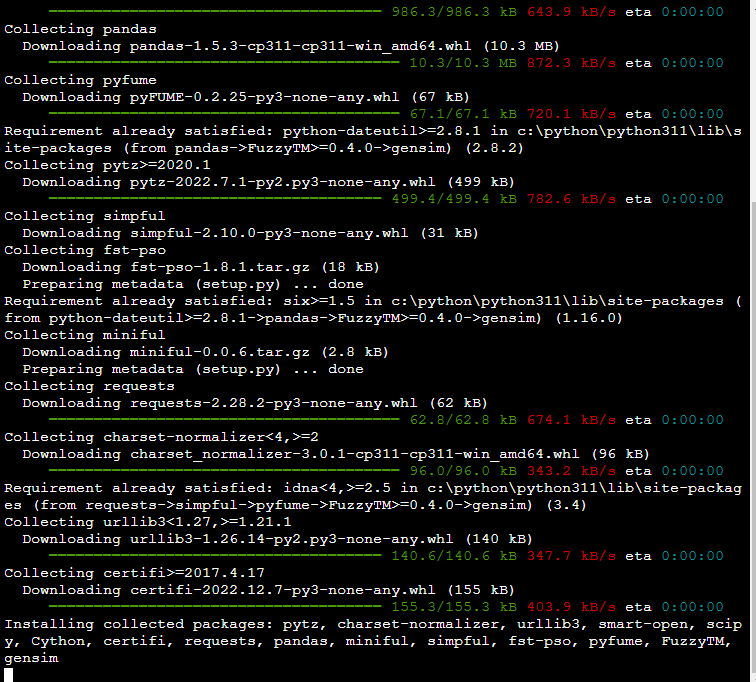 986.3/986.3 kB 643.9 kB/s eta 0:00:00
Collecting pandas
  Downloading pandas-1.5.3-cp311-cp311-win_amd64.whl (10.3 MB)
10.3/10.3 MB 872.3 kB/s eta 0:00:00
Collecting pyfume
  Downloading pyFUME-0.2.25-py3-none-any.whl (67 kB)
67.1/67.1 kB 720.1 kB/s eta 0:00:00
Requirement already satisfied: python-dateutil>=2.8.1 in c:\python\python311\lib\s
ite-packages (from pandas->FuzzyTM>=0.4.0->gensim) (2.8.2)
Collecting pytz>=2020.1
  Downloading pytz-2022.7.1-py2.py3-none-any.whl (499 kB)
499.4/499.4 kB 782.6 kB/s eta 0:00:00
Collecting simpful
  Downloading simpful-2.10.0-py3-none-any.whl (31 kB)
Collecting fst-pso
  Downloading fst-pso-1.8.1.tar.gz (18 kB)
  Preparing metadata (setup.py) ... done
Requirement already satisfied: six>=1.5 in c:\python\python311\lib\site-packages (
from python-dateutil>=2.8.1->pandas->FuzzyTM>=0.4.0->gensim) (1.16.0)
Collecting miniful
  Downloading miniful-0.0.6.tar.gz (2.8 kB)
  Preparing metadata (setup.py) ... done
Collecting requests
  Downloading requests-2.28.2-py3-none-any.whl (62 kB)
62.8/62.8 kB 674.1 kB/s eta 0:00:00
Collecting charset-normalizer<4,>=2
  Downloading charset_normalizer-3.0.1-cp311-cp311-win_amd64.whl (96 kB)
96.0/96.0 kB 343.2 kB/s eta 0:00:00
Requirement already satisfied: idna<4,>=2.5 in c:\python\python311\lib\site-packag
es (from requests->simpful->pyfume->FuzzyTM>=0.4.0->gensim) (3.4)
Collecting urllib3<1.27,>=1.21.1
  Downloading urllib3-1.26.14-py2.py3-none-any.whl (140 kB)
140.6/140.6 kB 347.7 kB/s eta 0:00:00
Collecting certifi>=2017.4.17
  Downloading certifi-2022.12.7-py3-none-any.whl (155 kB)
155.3/155.3 kB 403.9 kB/s eta 0:00:00
Installing collected packages: pytz, charset-normalizer, urllib3, smart-open, scip
y, Cython, certifi, requests, pandas, miniful, simpful, fst-pso, pyfume, FuzzyTM,
gensim